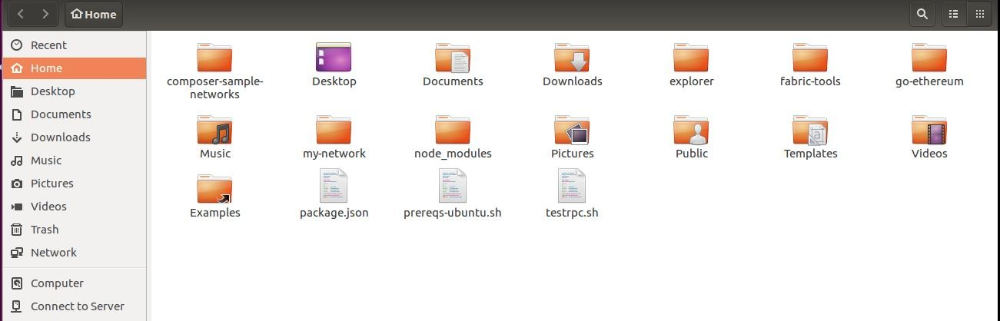 Home
Recent
Home
Desktop
Documents
Downloads
Music
Pictures
Videos
Trash
Network
Computer
Connect to Server
composer-sample-
networks
Desktop
Documents
Downloads
explorer
fabric-tools
go-ethereum
Music
my-network
node_modules
Pictures
Public
Templates
Videos
Examples
package.json
prereqs-ubuntu.sh
testrpc.sh